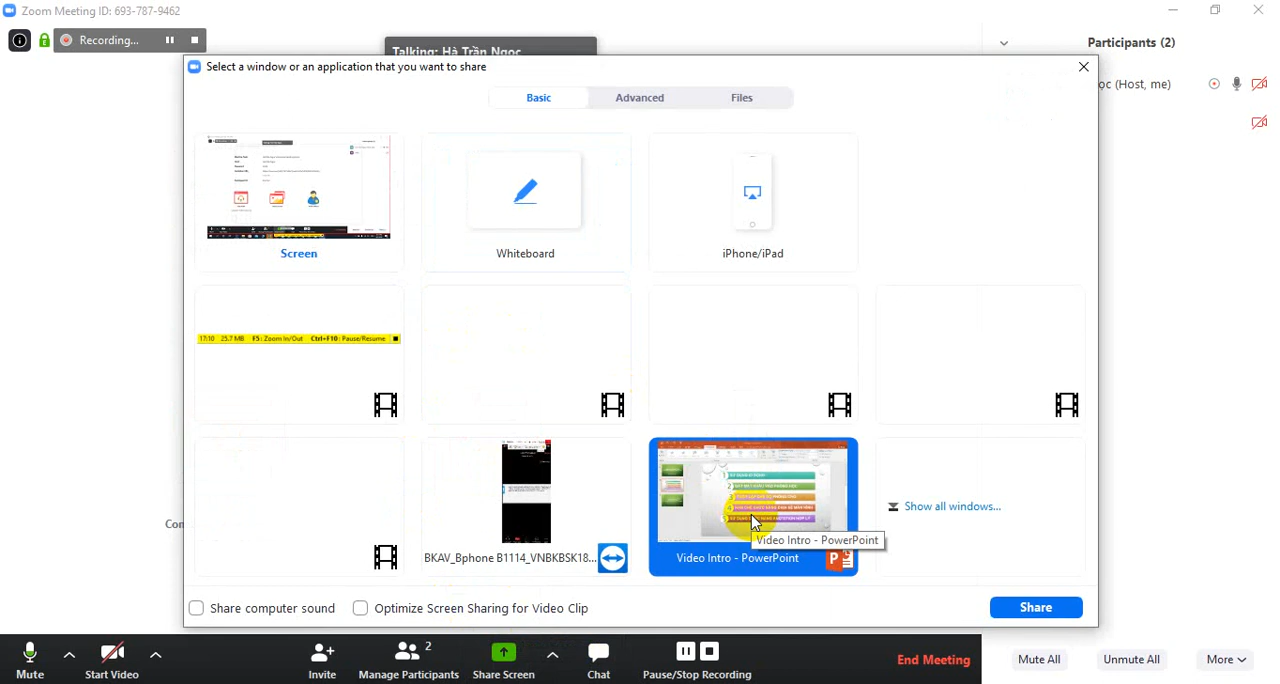 Zoom Meeting ID: 693-787-9462
Recording...
Talking: Hà Trần Ngọc
Participants (2)
Select a window or an application that you want to share
ọc (Host, me)
Basic Advanced Files
Screen
Whiteboard
iPhone/iPad
17:10 25.7 MB F5: Zoom In/Out Ctrl+F10: Pause/Resume
Show all windows...
Con
Video Intro - PowerPoint
BKAV_Bphone B1114_VNBKBSK18...
Video Intro - PowerPoint
Share computer sound
Optimize Screen Sharing for Video Clip
Share
2
Mute
Start Video
Invite
Manage Participants
Share Screen
Chat
Pause/Stop Recording
End Meeting
Mute All
Unmute All
More